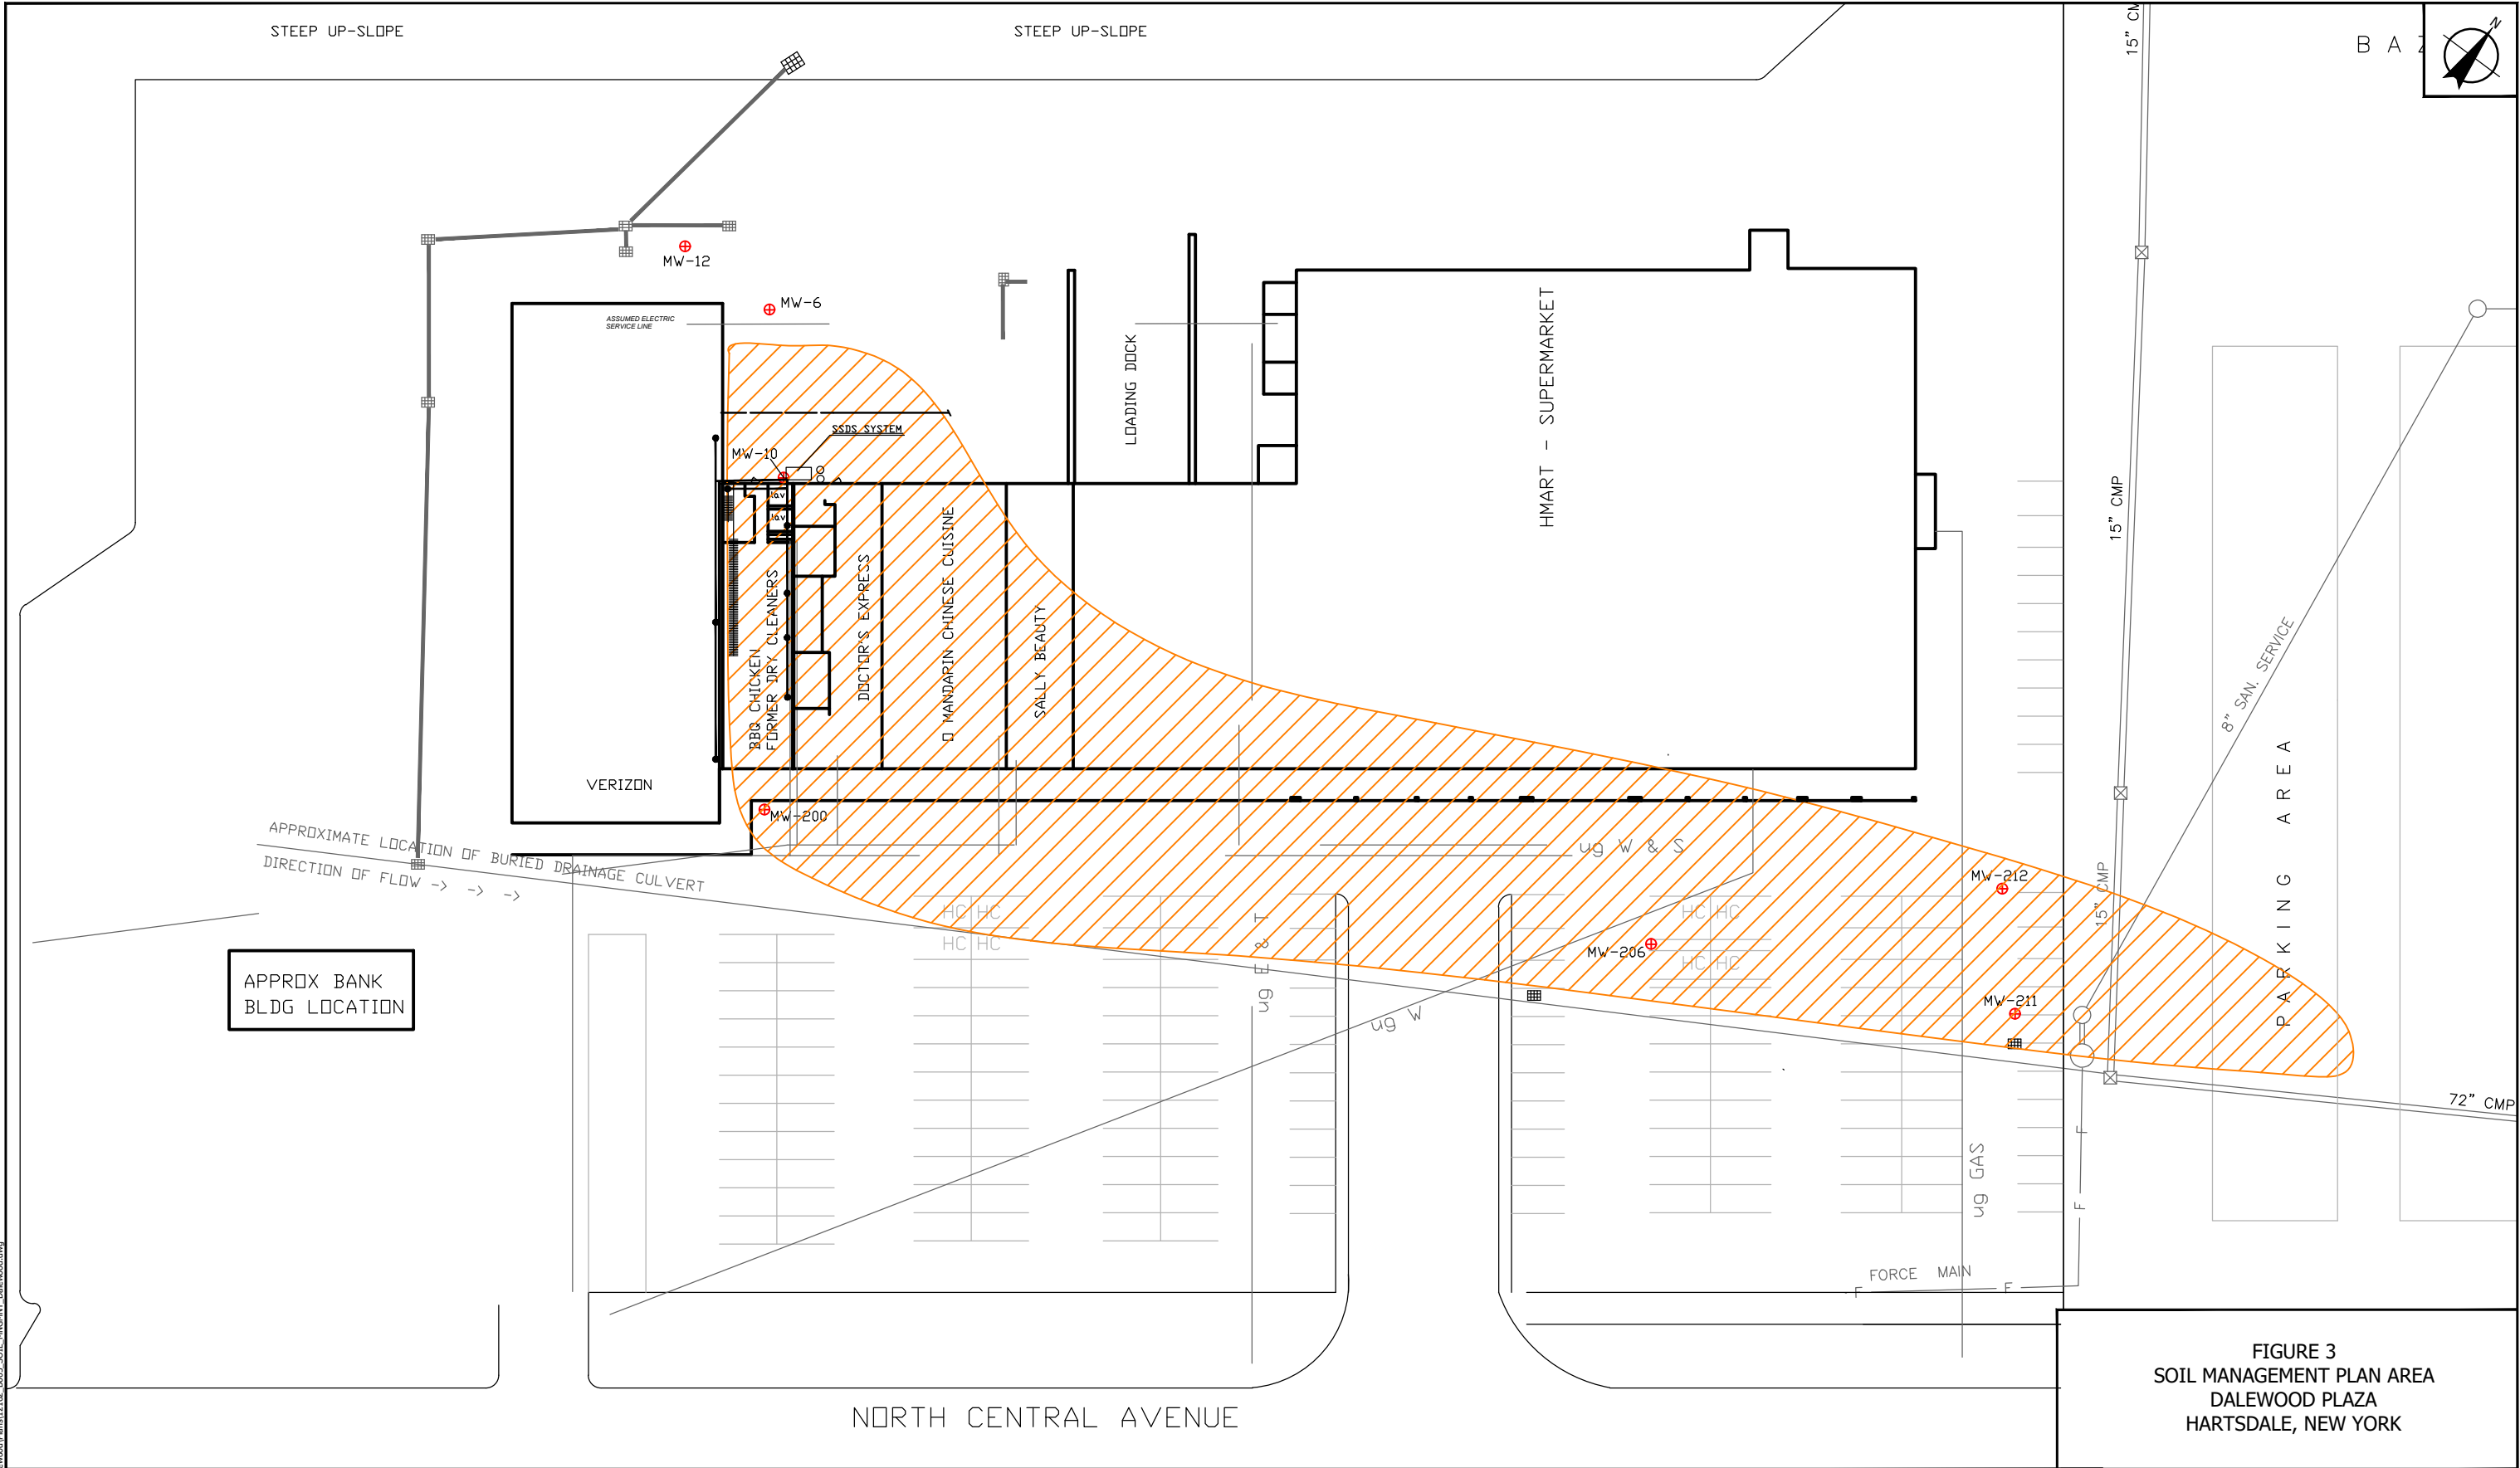 STEEP UP-SLOPE
STEEP UP-SLOPE
15" CM
B A
N
MW-12
MW-6
ASSUMED ELECTRIC
SERVICE LINE
LOADING DOCK
HMART - SUPERMARKET
SSDS SYSTEM
MW-10
lav
lav
15" CMP
BBQ CHICKEN
FORMER DRY CLEANERS
DOCTOR'S EXPRESS
MANDARIN CHINESE CUISINE
SALLY BEAUTY
8" SAN. SERVICE
PARKING AREA
VERIZON
MW-200
APPROXIMATE LOCATION OF BURIED DRAINAGE CULVERT
DIRECTION OF FLOW -> -> ->
ug W & S
MW-212
15" CMP
HC HC
HC HC
HC HC
HC HC
ug E & T
MW-206
MW-211
APPROX BANK
BLDG LOCATION
ug W
72" CMP
F
F
ug GAS
FORCE MAIN
F
F
NORTH CENTRAL AVENUE
FIGURE 3
SOIL MANAGEMENT PLAN AREA
DALEWOOD PLAZA
HARTSDALE, NEW YORK